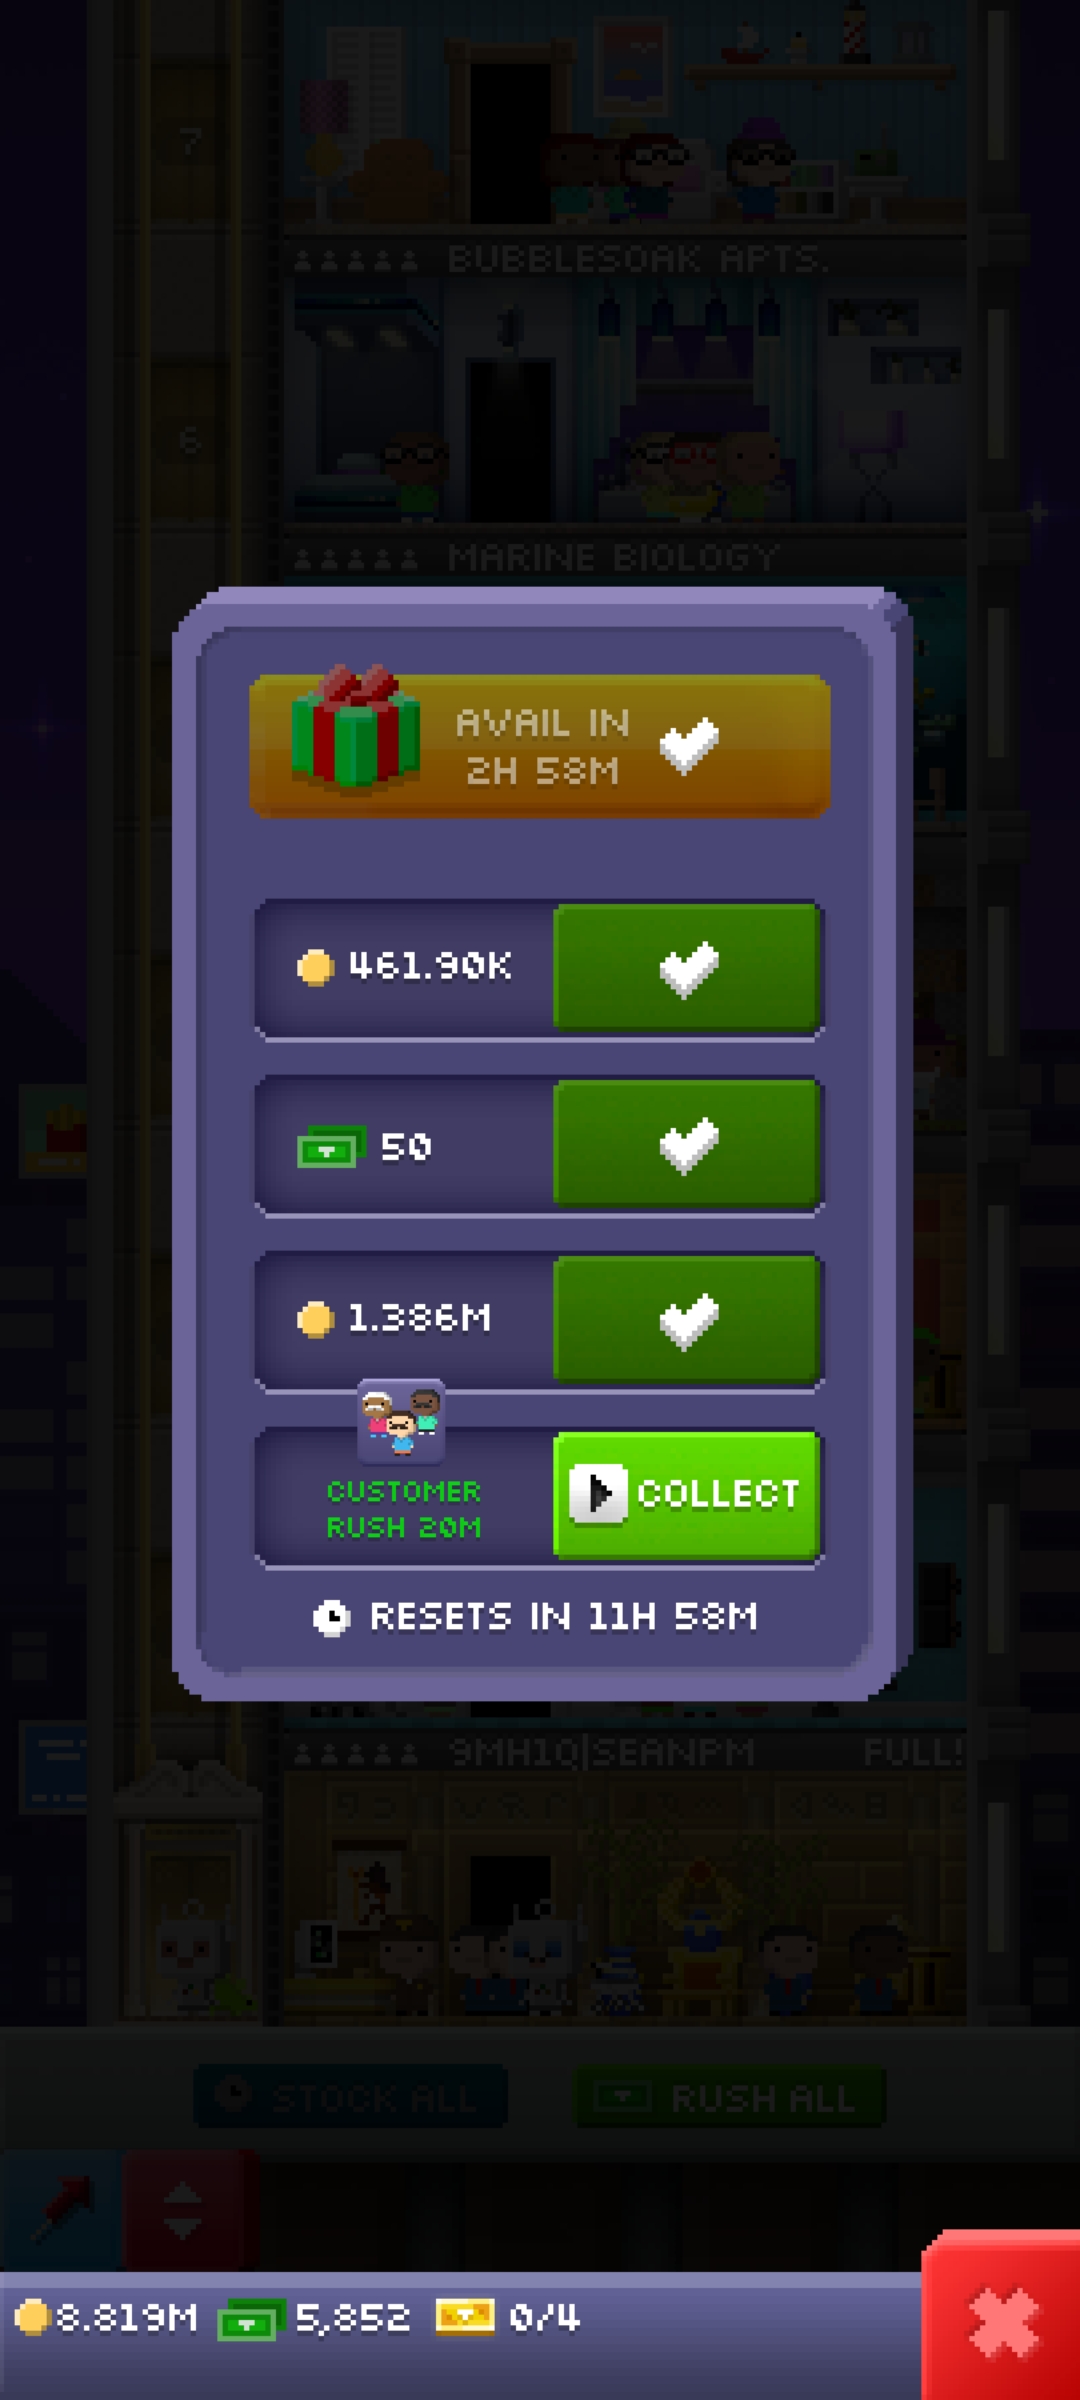 7
BUBBLESOAK APTS.
6
MARINE BIOLOGY
AVAIL IN
2H 58M
461.90K
50
1.386M
CUSTOMER
RUSH 20M
COLLECT
RESETS IN 11H 58M
9MH1Q|SEANPM FULL!
STOCK ALL
RUSH ALL
8.819M 5,852 0/4